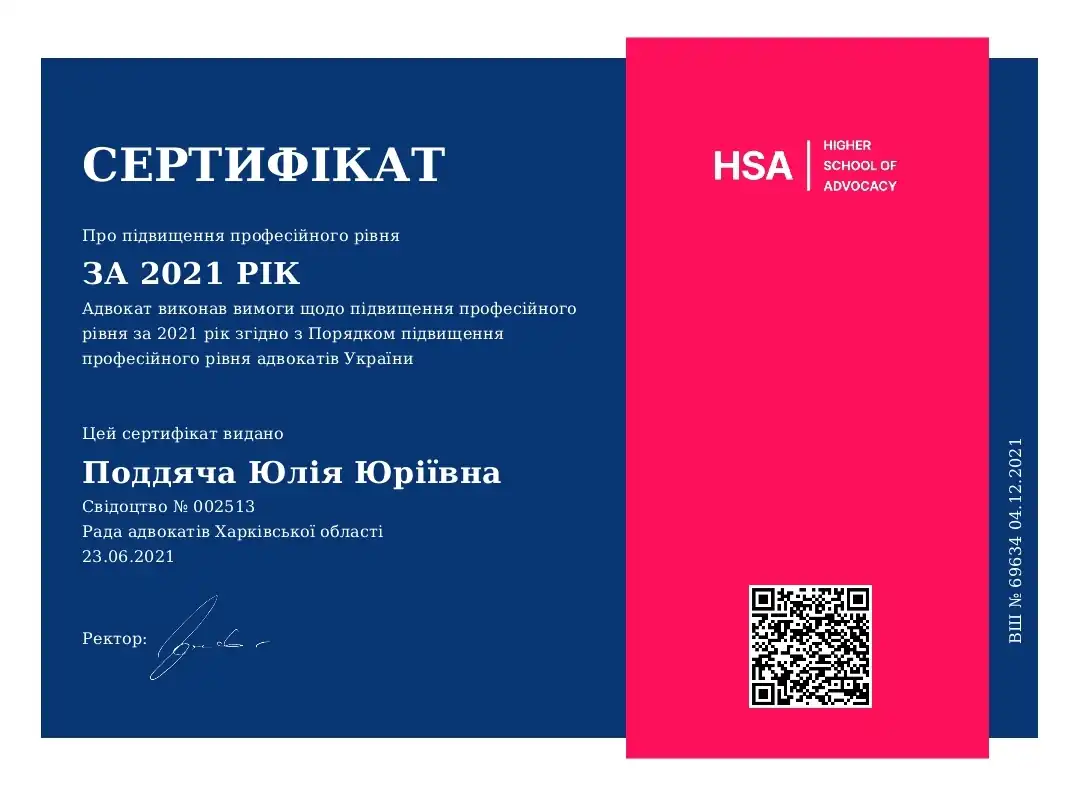 СЕРТИФІКАТ
Про підвищення професійного рівня
ЗА 2021 РІК
Адвокат виконав вимоги щодо підвищення професійного
рівня за 2021 рік згідно з Порядком підвищення
професійного рівня адвокатів України
Цей сертифікат видано
Поддяча Юлія Юріївна
Свідоцтво № 002513
Рада адвокатів Харківської області
23.06.2021
Ректор:
HSA
HIGHER
SCHOOL OF
ADVOCACY
ВШ № 69634 04.12.2021